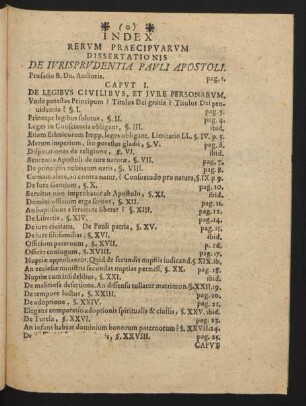 (o)
INDEX
RERUM PRAECIPVARVM
DISSERTATIONIS
DE IVRISPRVDENTIA PAVLI APOSTOLI.
Præfatio B. Dn. Auctoris. pag. 1.
CAPVT I.
DE LEGIBVS CIVILIBVS, ET IVRE PERSONARVM.
Vnde potestas Principum? Titulus Dei gratia? Titulus Dei pro-
uidentia? §. I. pag. 3.
Princeps legibus solutus, §. II. pag. 4.
Leges in Conscientia obligant, §. III. ibid.
Etiam Ethnicorum Impp. leges obligant. Limitatio LL. §. IV. p. 5.
Merum imperium, seu potestas gladii, §. V. pag. 6.
Disputationes de religione, §. VI. ibid.
Sententia Apostoli de iure naturæ, §. VII. pag. 7.
De principiis nobiscum natis, §. VIII. pag. 8.
Comam alere, an contra natur.? Consuetudo pro natura, §. IX p 9.
De iure Gentium, §. X. pag. 10.
Seruitus non improbatur ab Apostolo, §. XI. ibid.
Domini officium erga seruos, §. XII. pag. 11.
An baptismus a seruitute liberet? §. XIII. pag. 12.
De Libertis, §. XIV. pag. 14.
De iure ciuitatis. De Pauli patria, §. XV. pag. 15.
De iure filiisfamilias, §. XVI. ibid.
Officium paternum, §. XVII. p. 16.
Officia coniugum, §. XVIII. pag. 17.
Nuptiæ approbantur. Quid de secundis nuptiis iudicand. §. XIX. ib.
An ecclesiæ ministris secundas nuptias permiss. §. XX. pag. 18.
Nuptiæ cum infidelibus, §. XXI. ibid.
De malitiosa desertione. An dissensus tollatur matrimon. §. XXII. 19.
De tempore luctus, §. XXIII. pag. 20.
De adoptione, §. XXIV. pag. 21.
Elegans comparatio adoptionis spiritualis & ciuilis, §. XXV. ibid.
De Tutela, §. XXVI. pag. 23.
An infans habeat dominium bonorum paternorum? §. XXVII. 24.
De §. XXVIII. pag. 25.
CAPVT